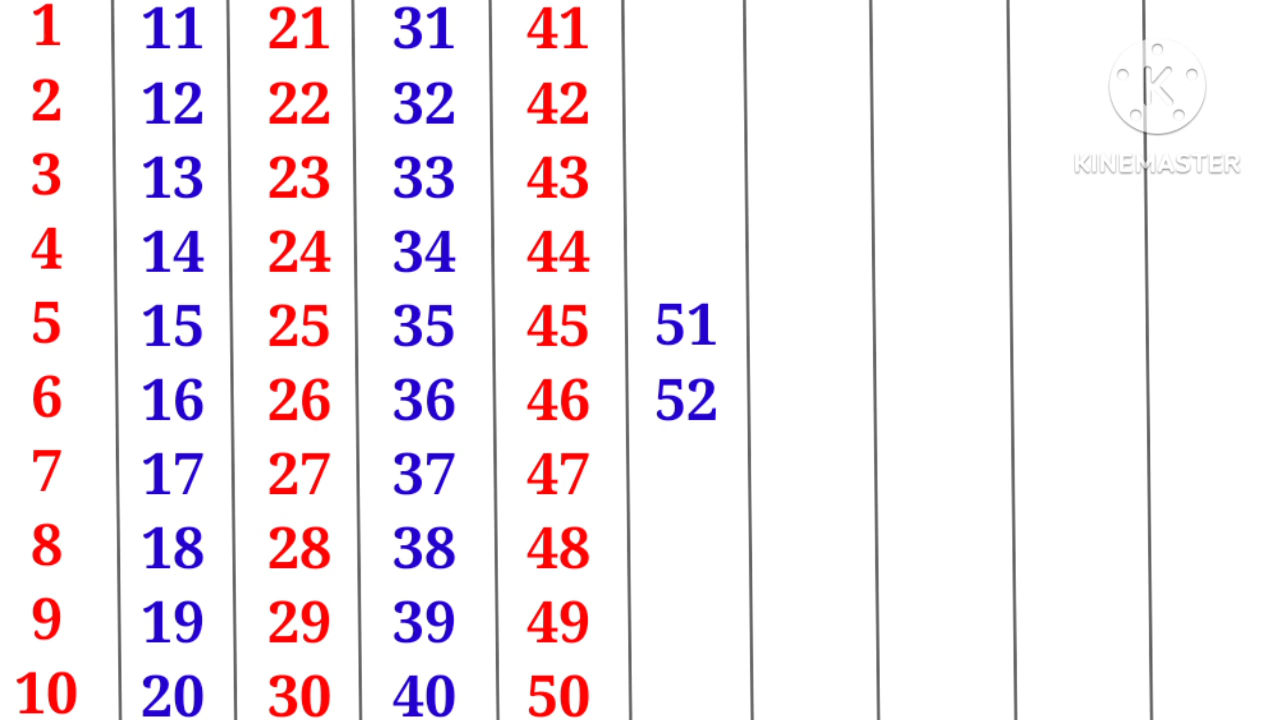 1 11 21 31 41
2 12 22 32 42
3 13 23 33 43
4 14 24 34 44
5 15 25 35 45 51
6 16 26 36 46 52
7 17 27 37 47
8 18 28 38 48
9 19 29 39 49
10 20 30 40 50
K
KINEMASTER